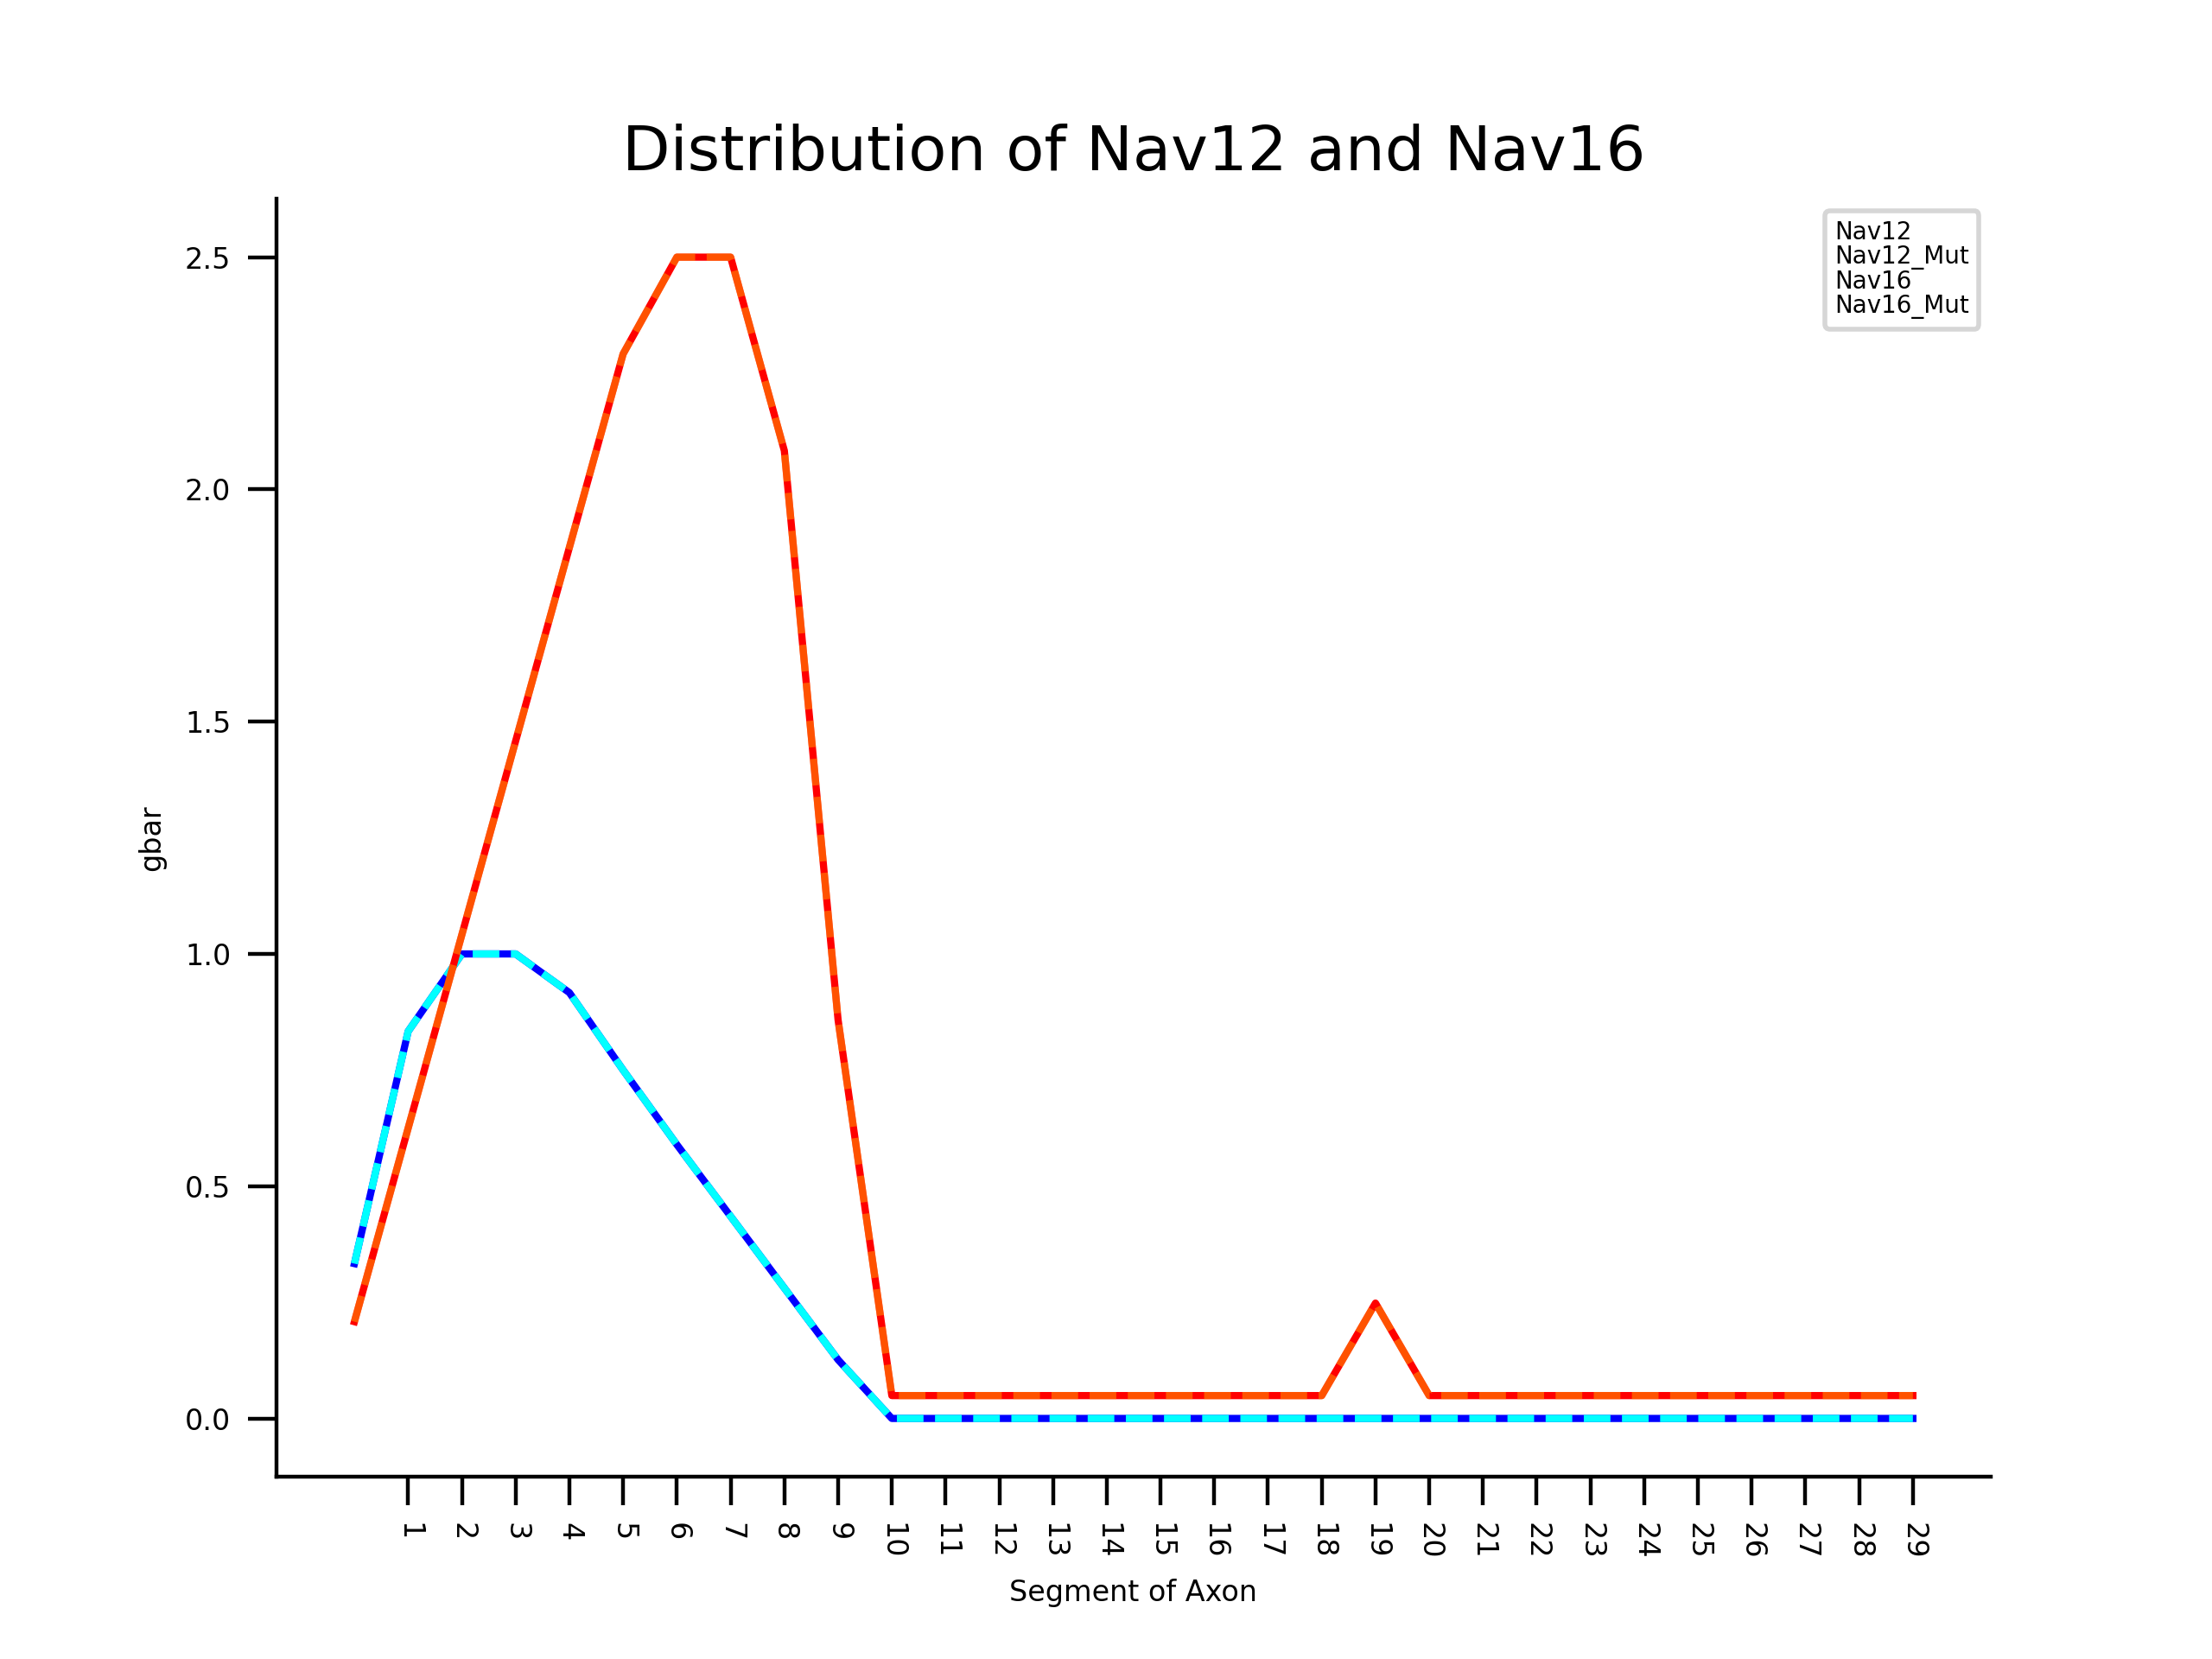 Distribution of Nav12 and Nav16
Nav12
Nav12_Mut
Nav16
Nav16_Mut
2.5
2.0
1.5
1.0
0.5
0.0
gbar
1 2 3 4 5 6 7 8 9 10 11 12 13 14 15 16 17 18 19 20 21 22 23 24 25 26 27 28 29
Segment of Axon